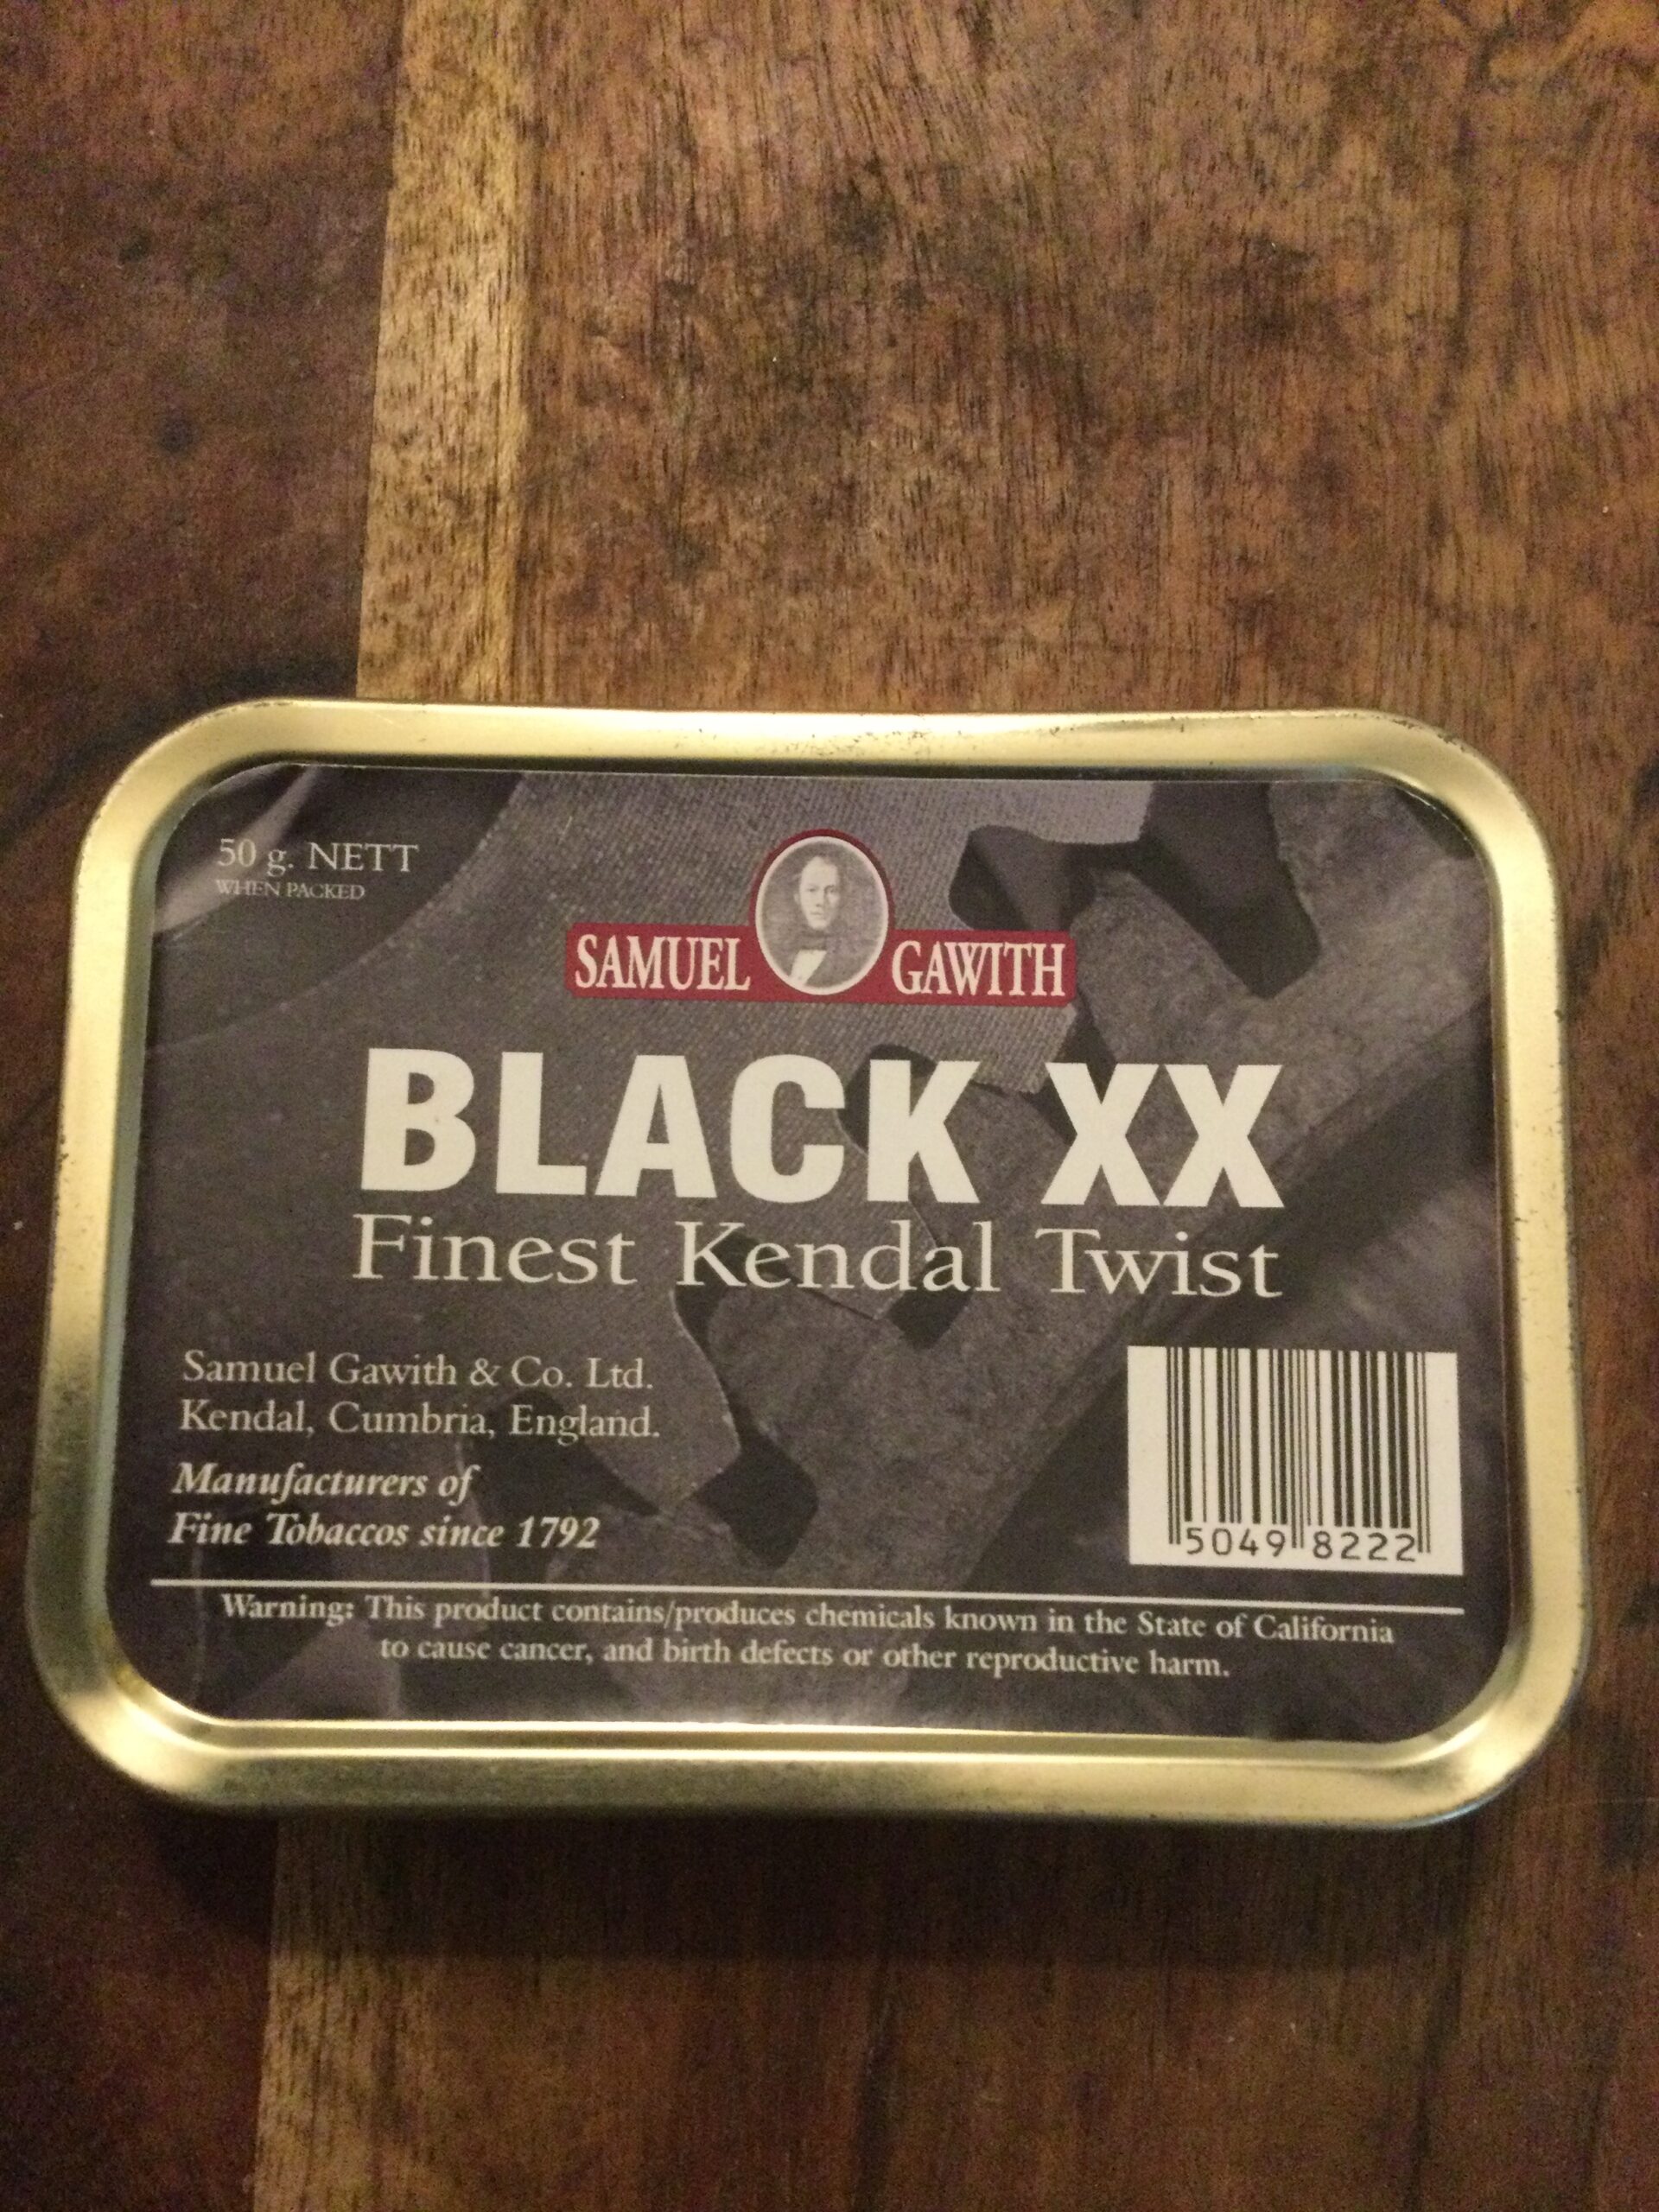 50 g. NETT
WHEN PACKED
SAMUEL GAWITH
BLACK XX
Finest Kendal Twist
Samuel Gawith & Co. Ltd.
Kendal, Cumbria, England.
Manufacturers of
Fine Tobaccos since 1792
5049 8222
Warning: This product contains/produces chemicals known in the State of California
to cause cancer, and birth defects or other reproductive harm.